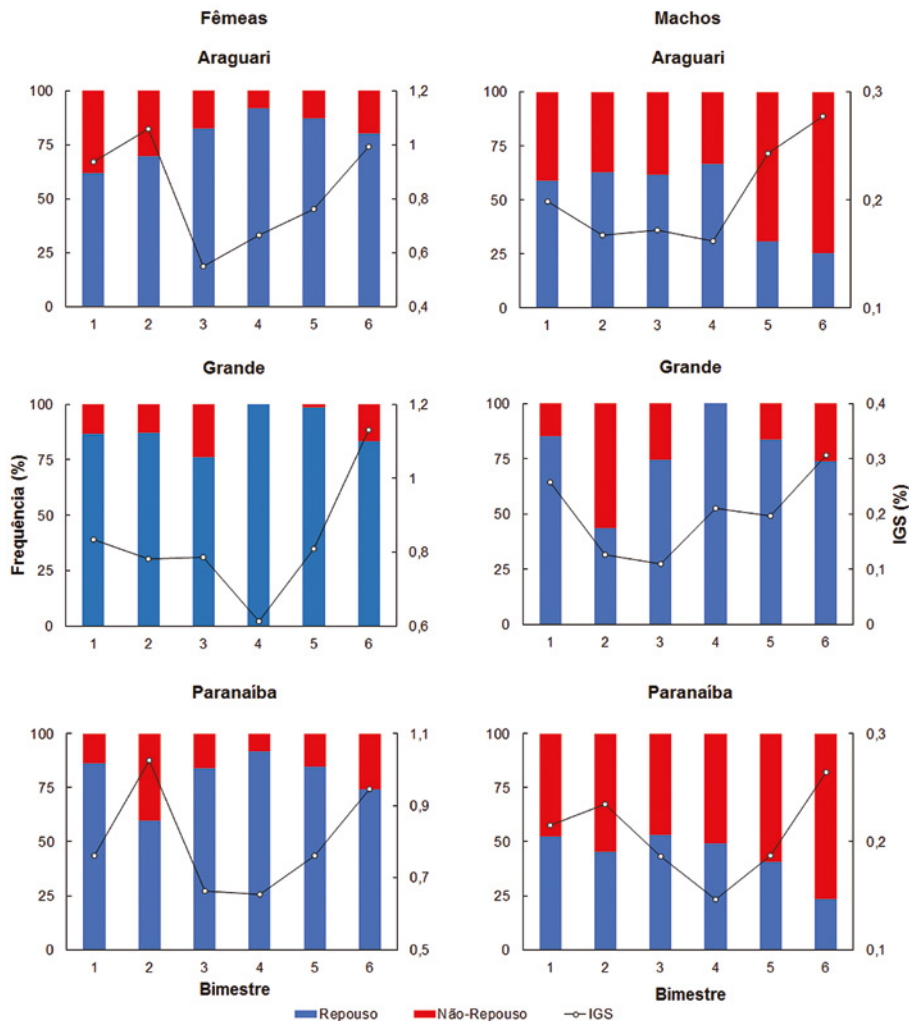 Fêmeas
Machos
Araguari
Araguari
100
75
50
25
0
1,2
1
0,8
0,6
0,4
1 2 3 4 5 6
100
75
50
25
0
0,3
0,2
0,1
1 2 3 4 5 6
Grande
Grande
Frequência (%)
100
75
50
25
0
1,2
1
0,8
0,6
1 2 3 4 5 6
100
75
50
25
0
0,4
0,3
0,2
0,1
0
IGS (%)
1 2 3 4 5 6
Paranaíba
Paranaíba
100
75
50
25
0
1,1
0,9
0,7
0,5
1 2 3 4 5 6
Bimestre
100
75
50
25
0
0,3
0,2
0,1
1 2 3 4 5 6
Bimestre
Repouso Não-Repouso IGS